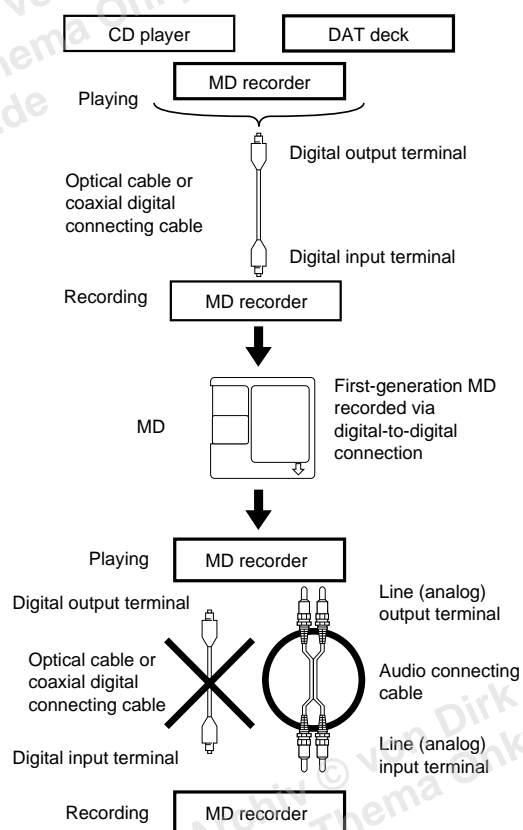 CD player
DAT deck
MD recorder
Playing
Digital output terminal
Optical cable or
coaxial digital
connecting cable
Digital input terminal
Recording
MD recorder
MD
First-generation MD
recorded via
digital-to-digital
connection
Playing
MD recorder
Digital output terminal
Line (analog)
output terminal
Optical cable or
coaxial digital
connecting cable
Audio connecting
cable
Digital input terminal
Line (analog)
input terminal
Recording
MD recorder